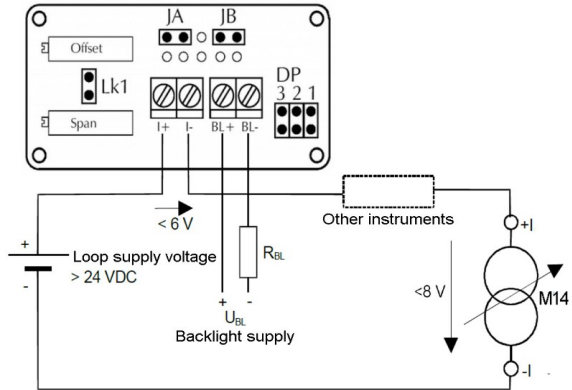 JA JB
Offset
Lk1
DP
3 2 1
Span
I+ I- BL+ BL-
< 6 V
Other instruments
+I
+
Loop supply voltage
> 24 VDC
-
RBL
<8 V
M14
+ -
UBL
Backlight supply
-I